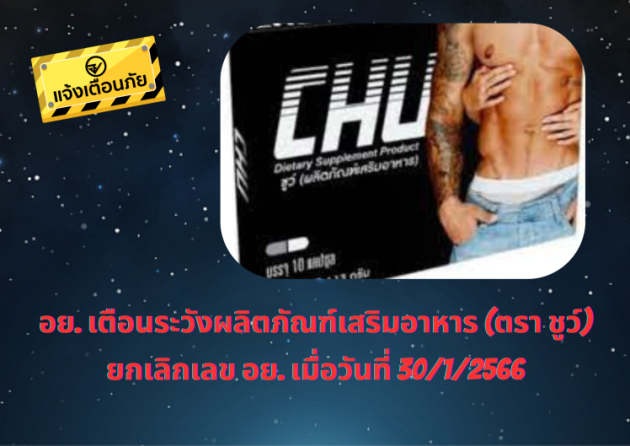 แจ้งเตือนภัย
CHU
CHU
Dietary Supplement Product
ชูว์ (ผลิตภัณฑ์เสริมอาหาร)
บรรจุ 10 แคปซูล
กรัม
อย. เตือนระวังผลิตภัณฑ์เสริมอาหาร (ตรา ชูว์)
ยกเลิกเลข อย. เมื่อวันที่ 30/1/2566